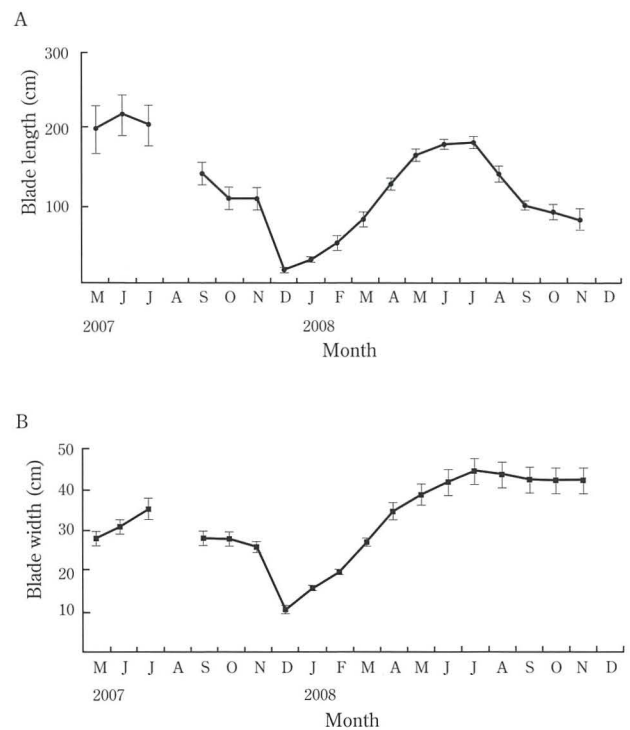 A
300
200
100
Blade length (cm)
M J J A S O N D J F M A M J J A S O N D
2007 2008
Month
B
50
40
30
20
10
Blade width (cm)
M J J A S O N D J F M A M J J A S O N D
2007 2008
Month